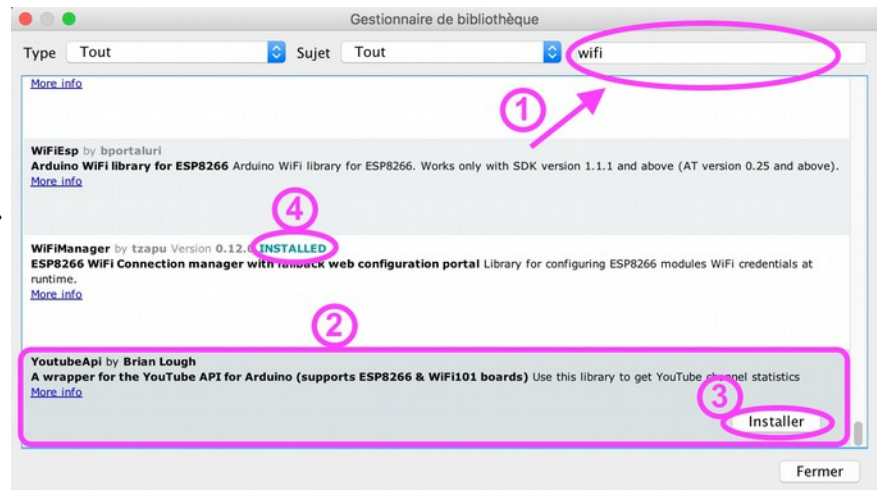 Gestionnaire de bibliothèque
Type Tout Sujet Tout wifi
More info
1
WiFiEsp by bportaluri
Arduino WiFi library for ESP8266 Arduino WiFi library for ESP8266. Works only with SDK version 1.1.1 and above (AT version 0.25 and above).
More info
4
WiFiManager by tzapu Version 0.12.0 INSTALLED
ESP8266 WiFi Connection manager with fallback web configuration portal Library for configuring ESP8266 modules WiFi credentials at
runtime.
More info
2
YoutubeApi by Brian Lough
A wrapper for the YouTube API for Arduino (supports ESP8266 & WiFi101 boards) Use this library to get YouTube channel statistics
More info
3
Installer
Fermer